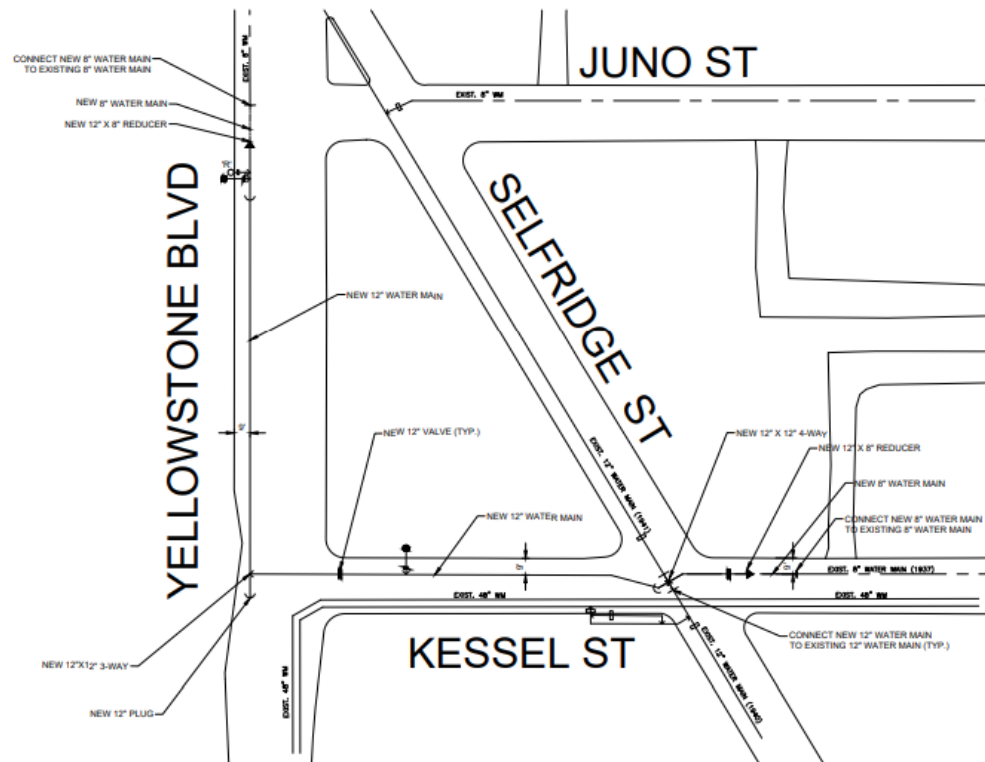 EXIST. 8" WM
CONNECT NEW 8" WATER MAIN
TO EXISTING 8" WATER MAIN
NEW 8" WATER MAIN
NEW 12" X 8" REDUCER
JUNO ST
EXIST. 8" WM
YELLOWSTONE BLVD
SELFRIDGE ST
NEW 12" WATER MAIN
NEW 12" VALVE (TYP.)
EXIST. 12" WATER MAIN (1941)
NEW 12" X 12" 4-WAY
NEW 12" X 8" REDUCER
NEW 8" WATER MAIN
NEW 12" WATER MAIN
CONNECT NEW 8" WATER MAIN
TO EXISTING 8" WATER MAIN
9'
EXIST. 8" WATER MAIN (1937)
EXIST. 48" WM
EXIST. 48" WM
KESSEL ST
CONNECT NEW 12" WATER MAIN
TO EXISTING 12" WATER MAIN (TYP.)
NEW 12"X12" 3-WAY
NEW 12" PLUG
EXIST. 48" WM
EXIST. 12" WATER MAIN (1940)